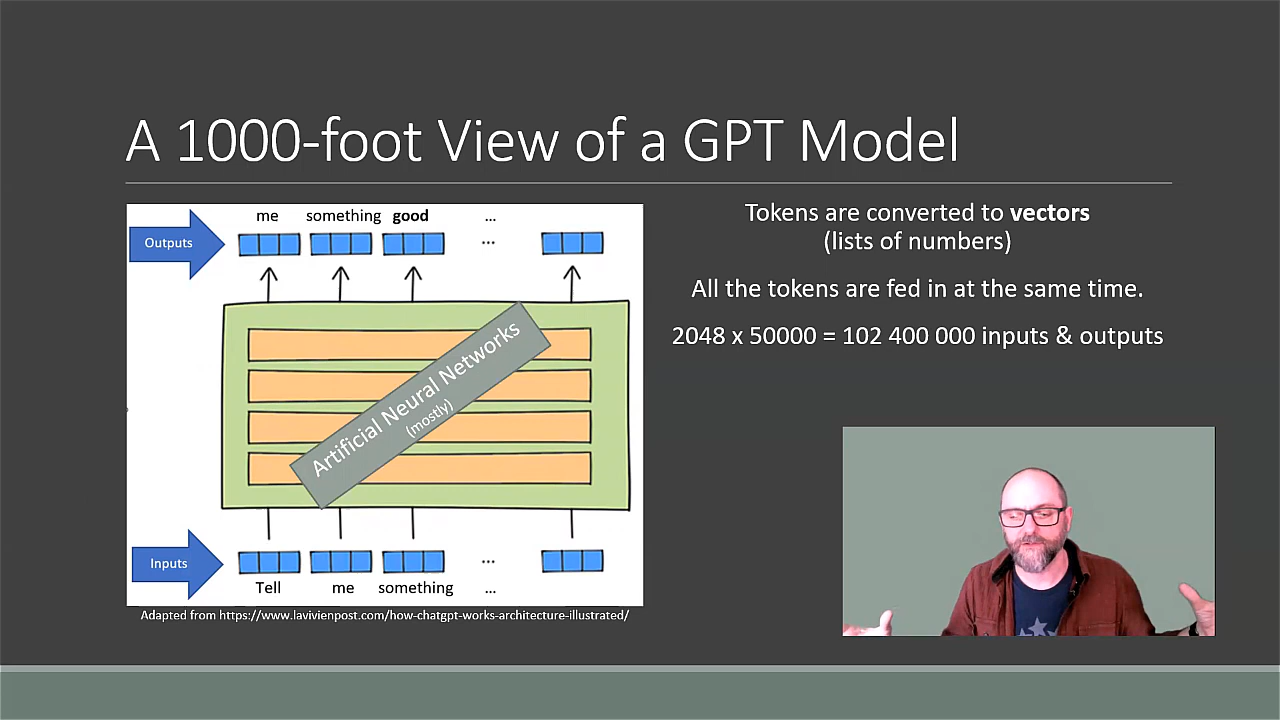 A 1000-foot View of a GPT Model
Outputs
me something good ...
...
Artificial Neural Networks
(mostly)
Inputs
...
Tell me something ...
Adapted from https://www.lavivienpost.com/how-chatgpt-works-architecture-illustrated/
Tokens are converted to vectors
(lists of numbers)
All the tokens are fed in at the same time.
2048 x 50000 = 102 400 000 inputs & outputs